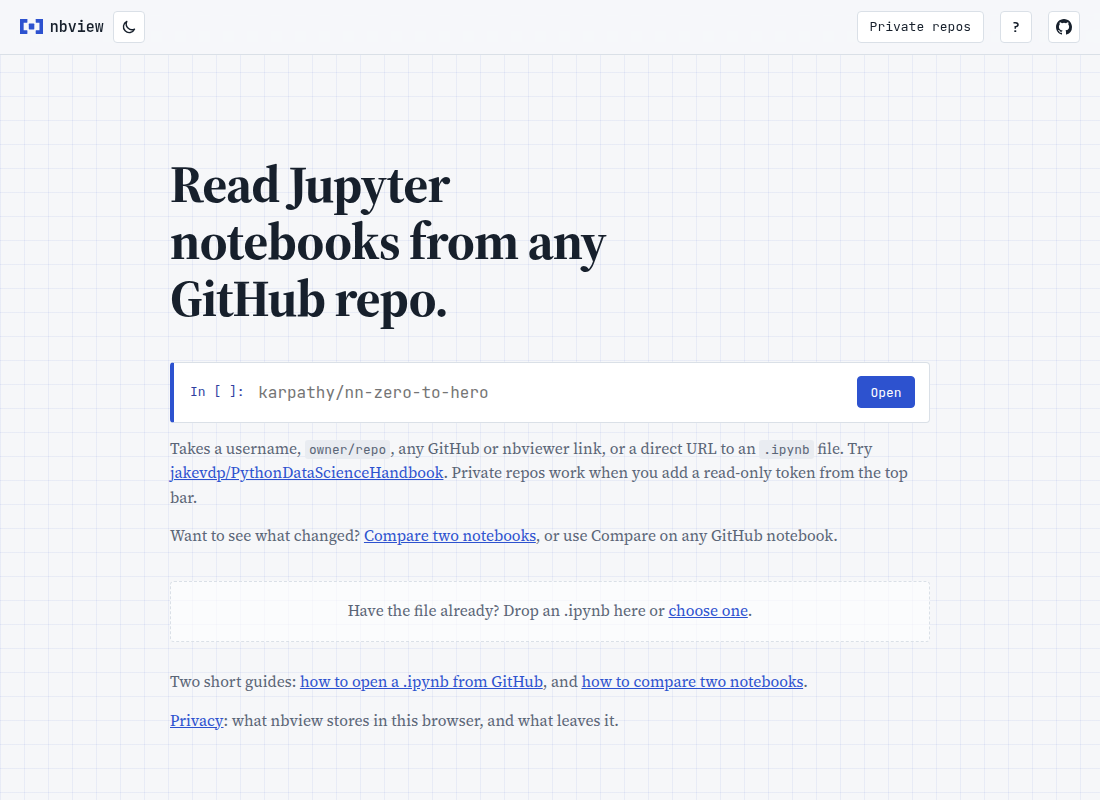 nbview
Private repos
?
Read Jupyter
notebooks from any
GitHub repo.
In [ ]: karpathy/nn-zero-to-hero
Open
Takes a username, owner/repo, any GitHub or nbviewer link, or a direct URL to an .ipynb file. Try
jakevdp/PythonDataScienceHandbook. Private repos work when you add a read-only token from the top
bar.
Want to see what changed? Compare two notebooks, or use Compare on any GitHub notebook.
Have the file already? Drop an .ipynb here or choose one.
Two short guides: how to open a .ipynb from GitHub, and how to compare two notebooks.
Privacy: what nbview stores in this browser, and what leaves it.